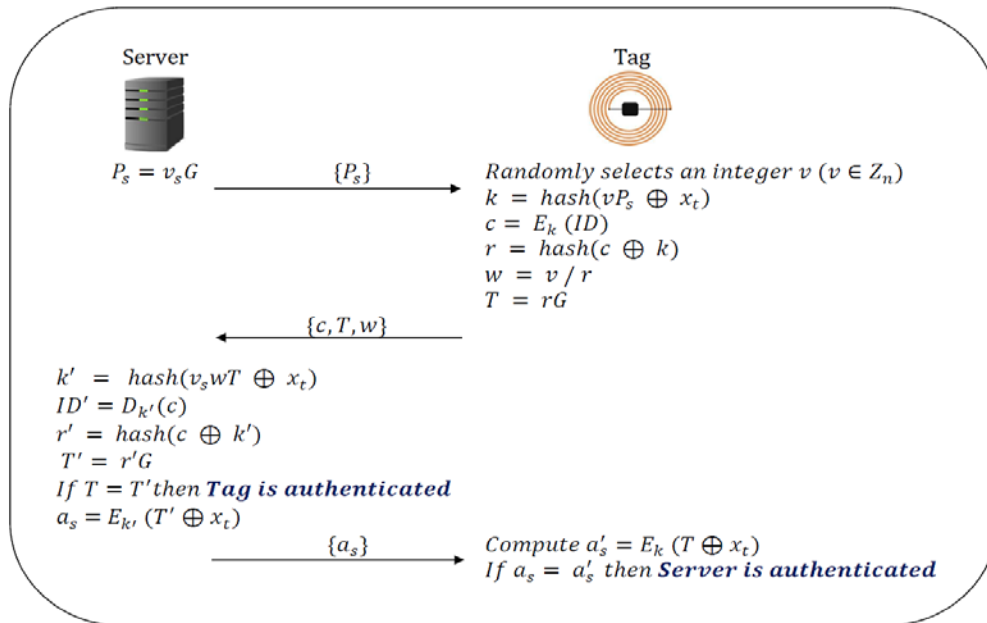 Server
Tag
P_s = v_s G
{P_s}
Randomly selects an integer v (v ∈ Z_n)
k = hash(vP_s ⊕ x_t)
c = E_k (ID)
r = hash(c ⊕ k)
w = v / r
T = rG
{c, T, w}
k' = hash(v_s wT ⊕ x_t)
ID' = D_k'(c)
r' = hash(c ⊕ k')
T' = r'G
If T = T' then Tag is authenticated
a_s = E_k' (T' ⊕ x_t)
{a_s}
Compute a'_s = E_k (T ⊕ x_t)
If a_s = a'_s then Server is authenticated